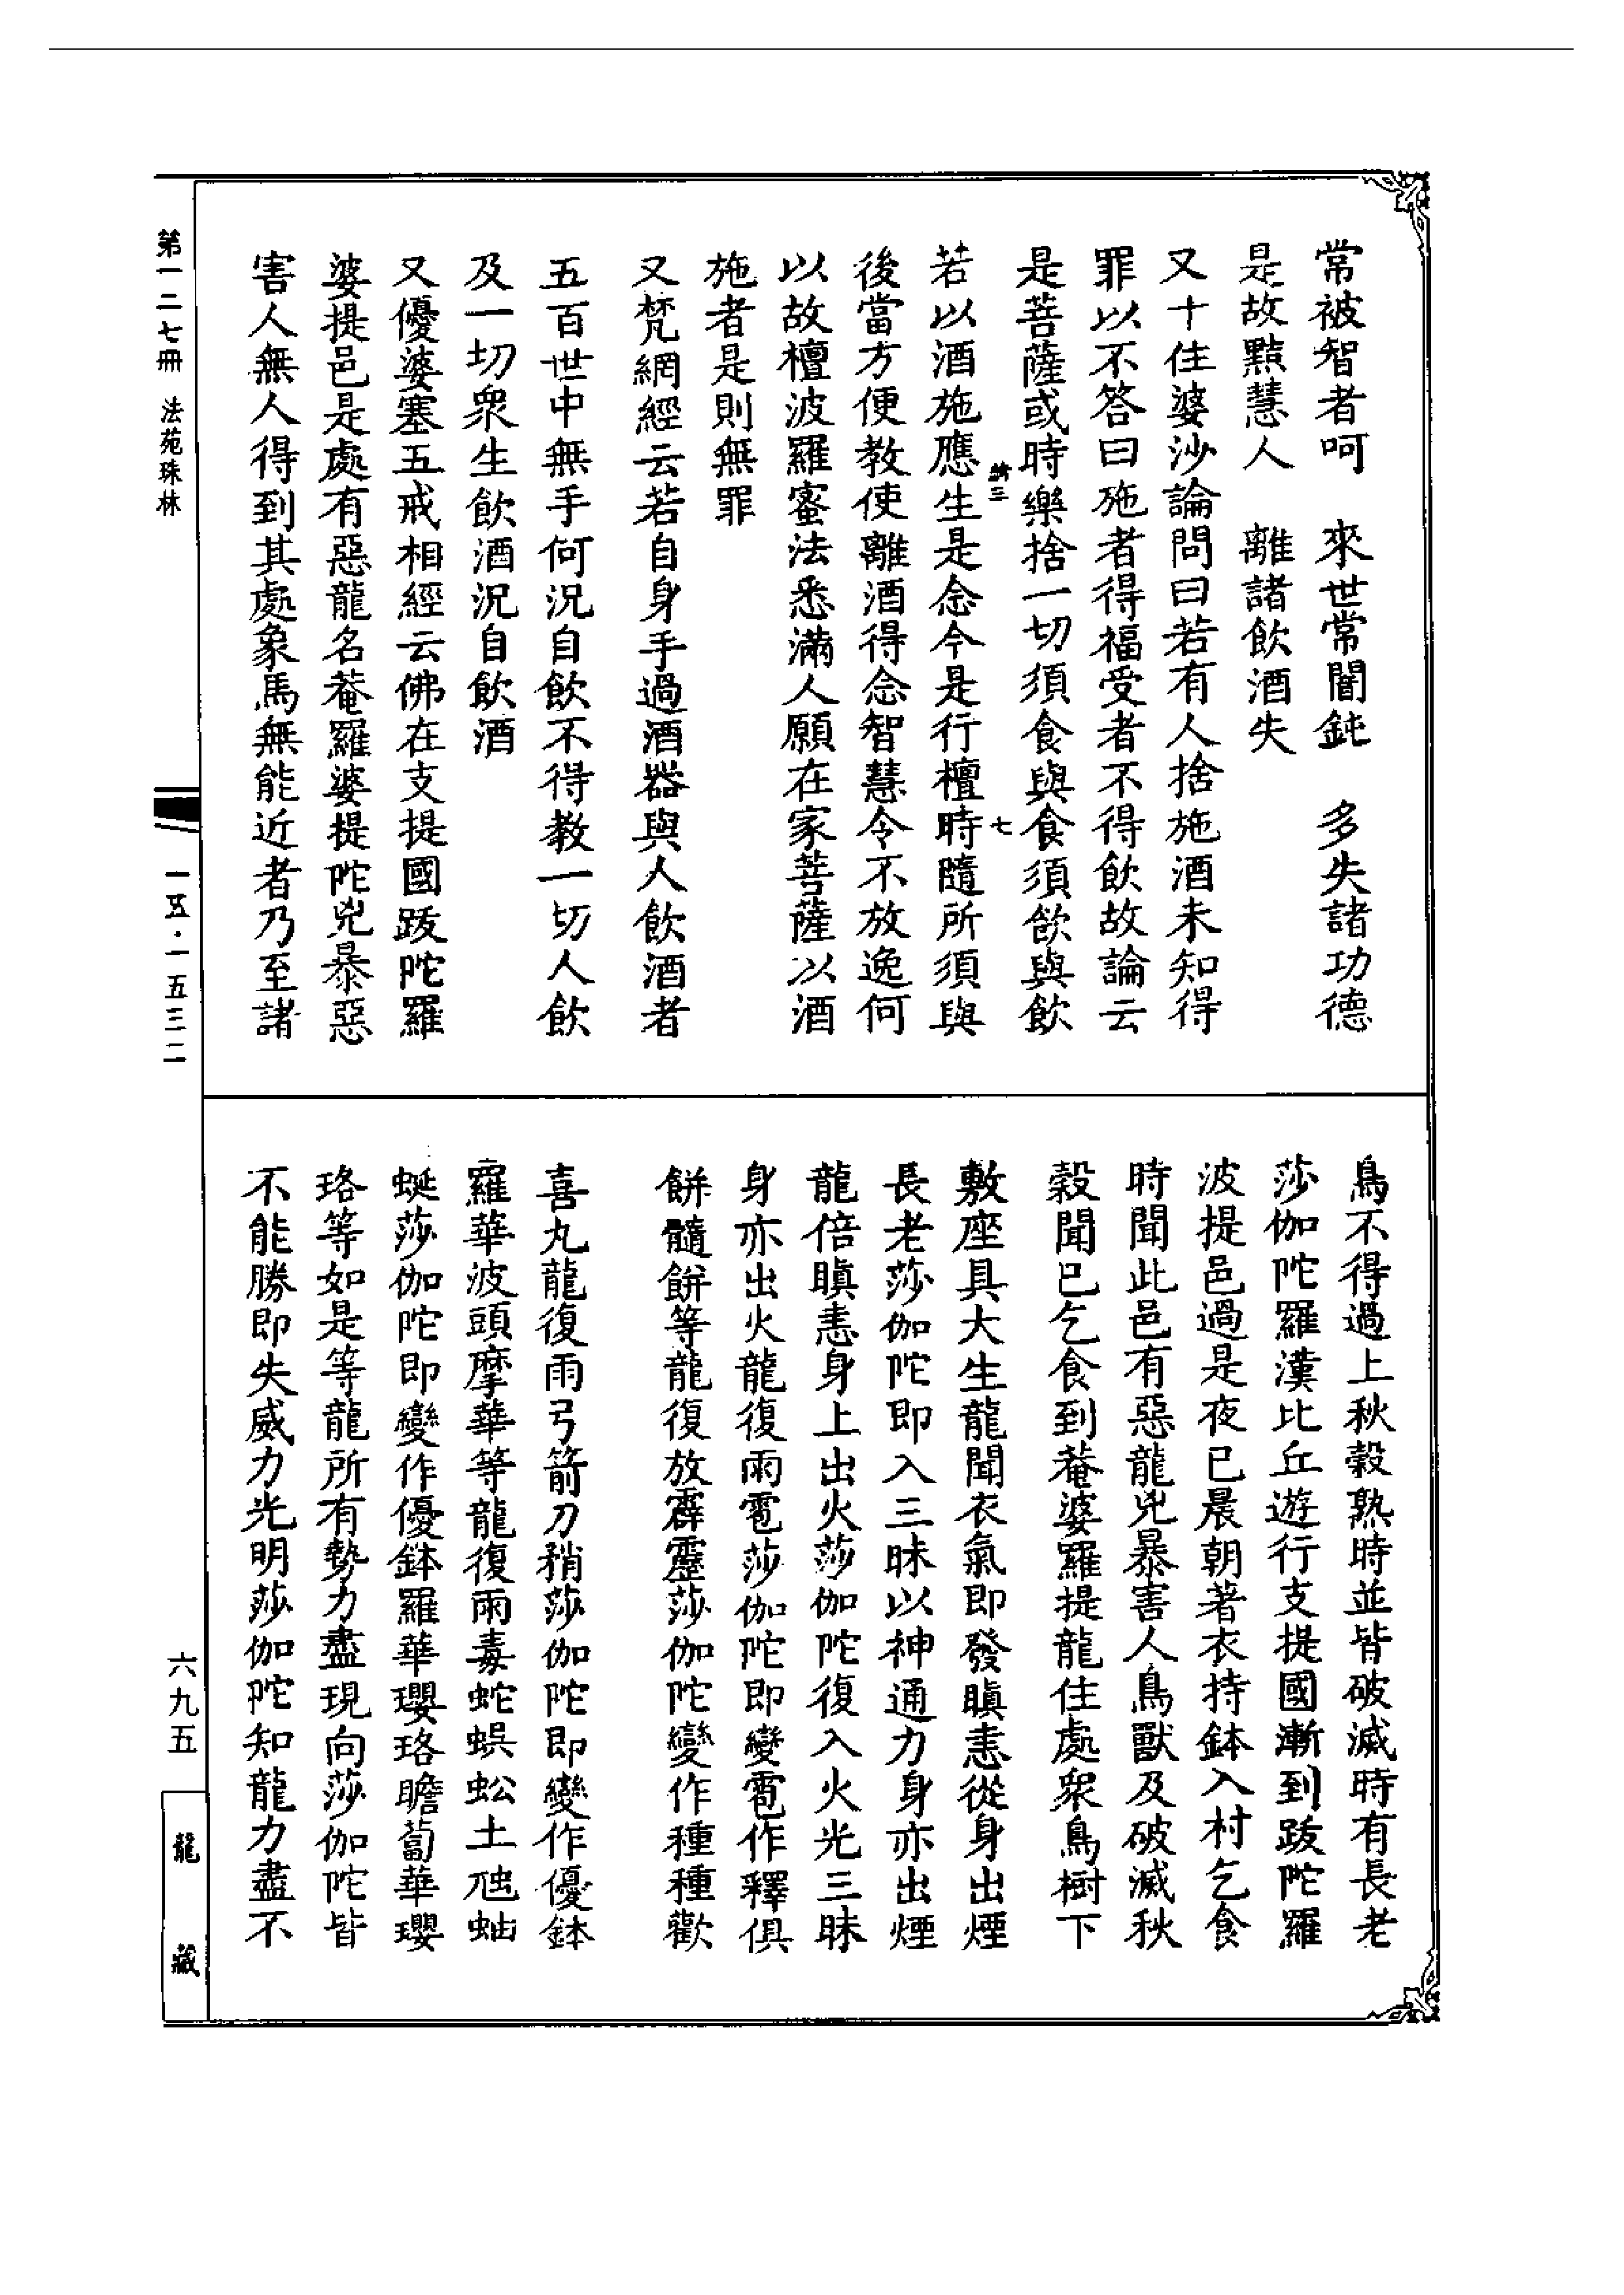 常被智者呵　來世常闇鈍　多失諸功德
是故黠慧人　離諸飲酒失
又十住婆沙論問曰若有人捨施酒未知得
罪以不答曰施者得福受者不得飲故論云
是菩薩或時樂捨一切須食與食須飲與飲
七
若以酒施應生是念今是行檀時隨所須與
後當方便教使離酒得念智慧令不放逸何
以故檀波羅蜜法悉滿人願在家菩薩以酒
施者是則無罪
又梵網經云若自身手過酒器與人飲酒者
五百世中無手何況自飲不得教一切人飲
及一切眾生飲酒況自飲酒
又優婆塞五戒相經云佛在支提國跋陀羅
婆提邑是處有惡龍名菴羅婆提陀兇暴惡
害人無人得到其處象馬無能近者乃至諸
鳥不得過上秋穀熟時並皆破滅時有長老
莎伽陀羅漢比丘遊行支提國漸到跋陀羅
波提邑過是夜已晨朝著衣持鉢入村乞食
時聞此邑有惡龍兇暴害人鳥獸及破滅秋
穀聞已乞食到菴婆羅提龍住處眾鳥樹下
敷座具大生龍聞衣氣即發瞋恚從身出煙
長老莎伽陀即入三昧以神通力身亦出煙
龍倍瞋恚身上出火莎伽陀復入火光三昧
身亦出火龍復雨雹莎伽陀即變雹作釋俱
餅髓餅等龍復放霹靂莎伽陀變作種種歡
喜丸龍復雨弓箭刀矟莎伽陀即變作優鉢
羅華波頭摩華等龍復雨毒蛇蜈蚣土虺蚰
蜒莎伽陀即變作優鉢羅華瓔珞瞻蔔華瓔
珞等如是等龍所有勢力盡現向莎伽陀皆
不能勝即失威力光明莎伽陀知龍力盡不
第一二七冊　法苑珠林
一五・一五三二
六九五
龍藏